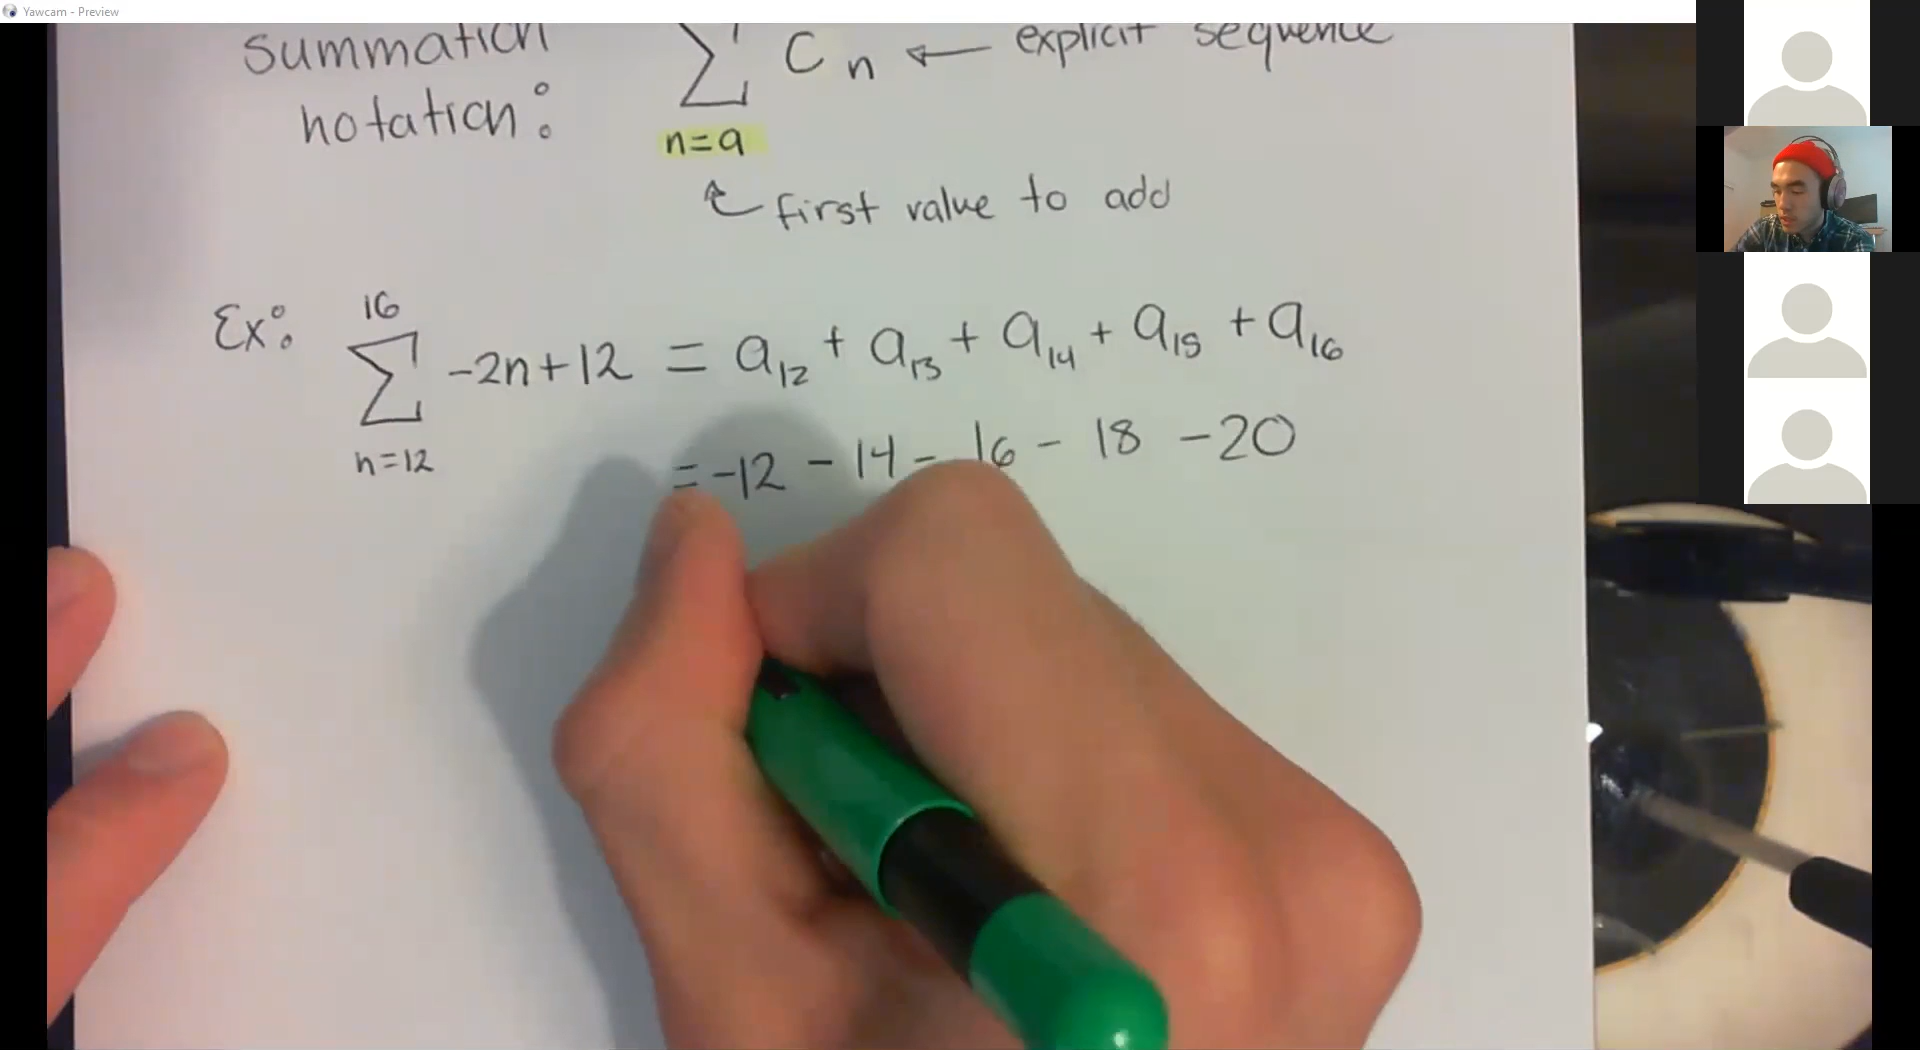 Yawcam - Preview
summation
notation:
∑ Cn ← explicit sequence
n=a
first value to add
Ex: 16
∑ -2n+12 = a12 + a13 + a14 + a15 + a16
n=12
= -12 - 14 - 16 - 18 - 20